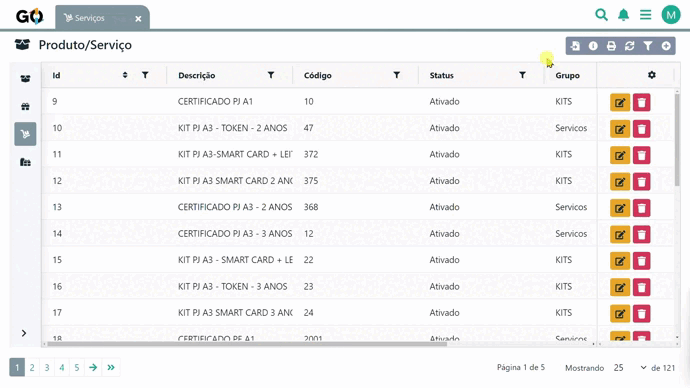 GO
Serviços
M
Produto/Serviço
Id Descrição Código Status Grupo
9 CERTIFICADO PJ A1 10 Ativado KITS
10 KIT PJ A3 - TOKEN - 2 ANOS 47 Ativado Servicos
11 KIT PJ A3-SMART CARD + LEI 372 Ativado KITS
12 KIT PJ A3 SMART CARD 2 ANO 375 Ativado KITS
13 CERTIFICADO PJ A3 - 2 ANOS 368 Ativado Servicos
14 CERTIFICADO PJ A3 - 3 ANOS 12 Ativado Servicos
15 KIT PJ A3 - SMART CARD + LE 22 Ativado KITS
16 KIT PJ A3 - TOKEN - 3 ANOS 23 Ativado KITS
17 KIT PJ A3 SMART CARD 3 ANO 24 Ativado KITS
18 CERTIFICADO PF A1 2001 Ativado Servicos
1 2 3 4 5
Página 1 de 5 Mostrando 25 de 121